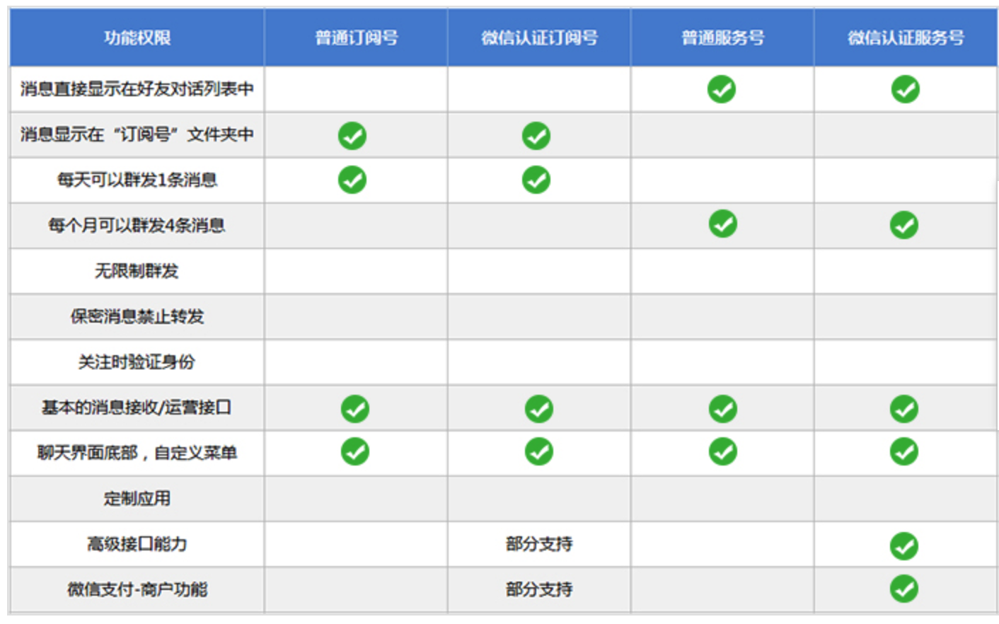 功能权限 普通订阅号 微信认证订阅号 普通服务号 微信认证服务号
消息直接显示在好友对话列表中
消息显示在“订阅号”文件夹中
每天可以群发1条消息
每个月可以群发4条消息
无限制群发
保密消息禁止转发
关注时验证身份
基本的消息接收/运营接口
聊天界面底部，自定义菜单
定制应用
高级接口能力 部分支持
微信支付-商户功能 部分支持